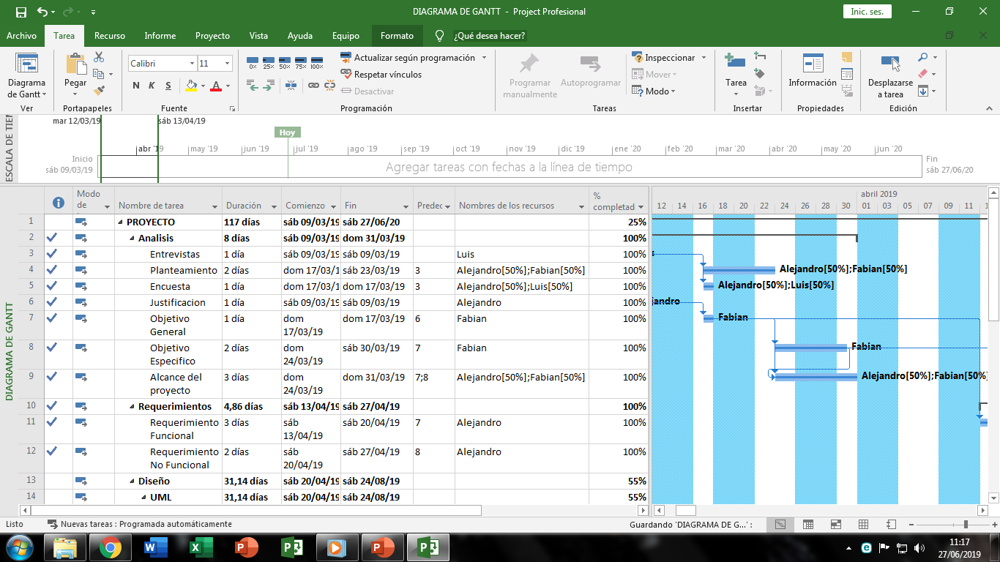 DIAGRAMA DE GANTT - Project Profesional
Inic. ses.
Archivo Tarea Recurso Informe Proyecto Vista Ayuda Equipo Formato ¿Qué desea hacer?
Diagrama de Gantt
Ver
Pegar
Portapapeles
Calibri 11
N K S A
Fuente
0% 25% 50% 75% 100%
Actualizar según programación
Respetar vínculos
Desactivar
Programación
Programar manualmente
Autoprogramar
Inspeccionar
Mover
Modo
Tareas
Tarea
Insertar
Información
Propiedades
Desplazarse a tarea
Edición
ESCALA DE TIEM
mar 12/03/19 sáb 13/04/19
Hoy
abr '19 may '19 jun '19 jul '19 ago '19 sep '19 oct '19 nov '19 dic '19 ene '20 feb '20 mar '20 abr '20 may '20 jun '20
Inicio
sáb 09/03/19
Agregar tareas con fechas a la línea de tiempo
Fin
sáb 27/06/20
DIAGRAMA DE GANTT
Modo de Nombre de tarea Duración Comienzo Fin Predec Nombres de los recursos % completad
abril 2019
12 14 16 18 20 22 24 26 28 30 01 03 05 07 09 11 1
1 PROYECTO 117 días sáb 09/03/19 sáb 27/06/20 25%
2 Analisis 8 días sáb 09/03/19 dom 31/03/19 100%
3 Entrevistas 1 día sáb 09/03/19 sáb 09/03/19 Luis 100%
4 Planteamiento 2 días dom 17/03/1 sáb 23/03/19 3 Alejandro[50%];Fabian[50%] 100%
5 Encuesta 1 día dom 17/03/1 dom 17/03/19 3 Alejandro[50%];Luis[50%] 100%
6 Justificacion 1 día sáb 09/03/19 sáb 09/03/19 Alejandro 100%
7 Objetivo General 1 día dom 17/03/19 dom 17/03/19 6 Fabian 100%
8 Objetivo Especifico 2 días dom 24/03/19 sáb 30/03/19 7 Fabian 100%
9 Alcance del proyecto 3 días dom 24/03/19 dom 31/03/19 7;8 Alejandro[50%];Fabian[50%] 100%
10 Requerimientos 4,86 días sáb 13/04/19 sáb 27/04/19 100%
11 Requerimiento Funcional 3 días sáb 13/04/19 sáb 20/04/19 7 Alejandro 100%
12 Requerimiento No Funcional 2 días sáb 20/04/19 sáb 27/04/19 8 Alejandro 100%
13 Diseño 31,14 días sáb 20/04/19 sáb 24/08/19 55%
14 UML 31,14 días sáb 20/04/19 sáb 24/08/19 55%
s
Alejandro[50%];Fabian[50%]
Alejandro[50%];Luis[50%]
jandro
Fabian
Fabian
Alejandro[50%];Fabian[50%]
Listo Nuevas tareas : Programada automáticamente Guardando 'DIAGRAMA DE G...' :
11:17
27/06/2019